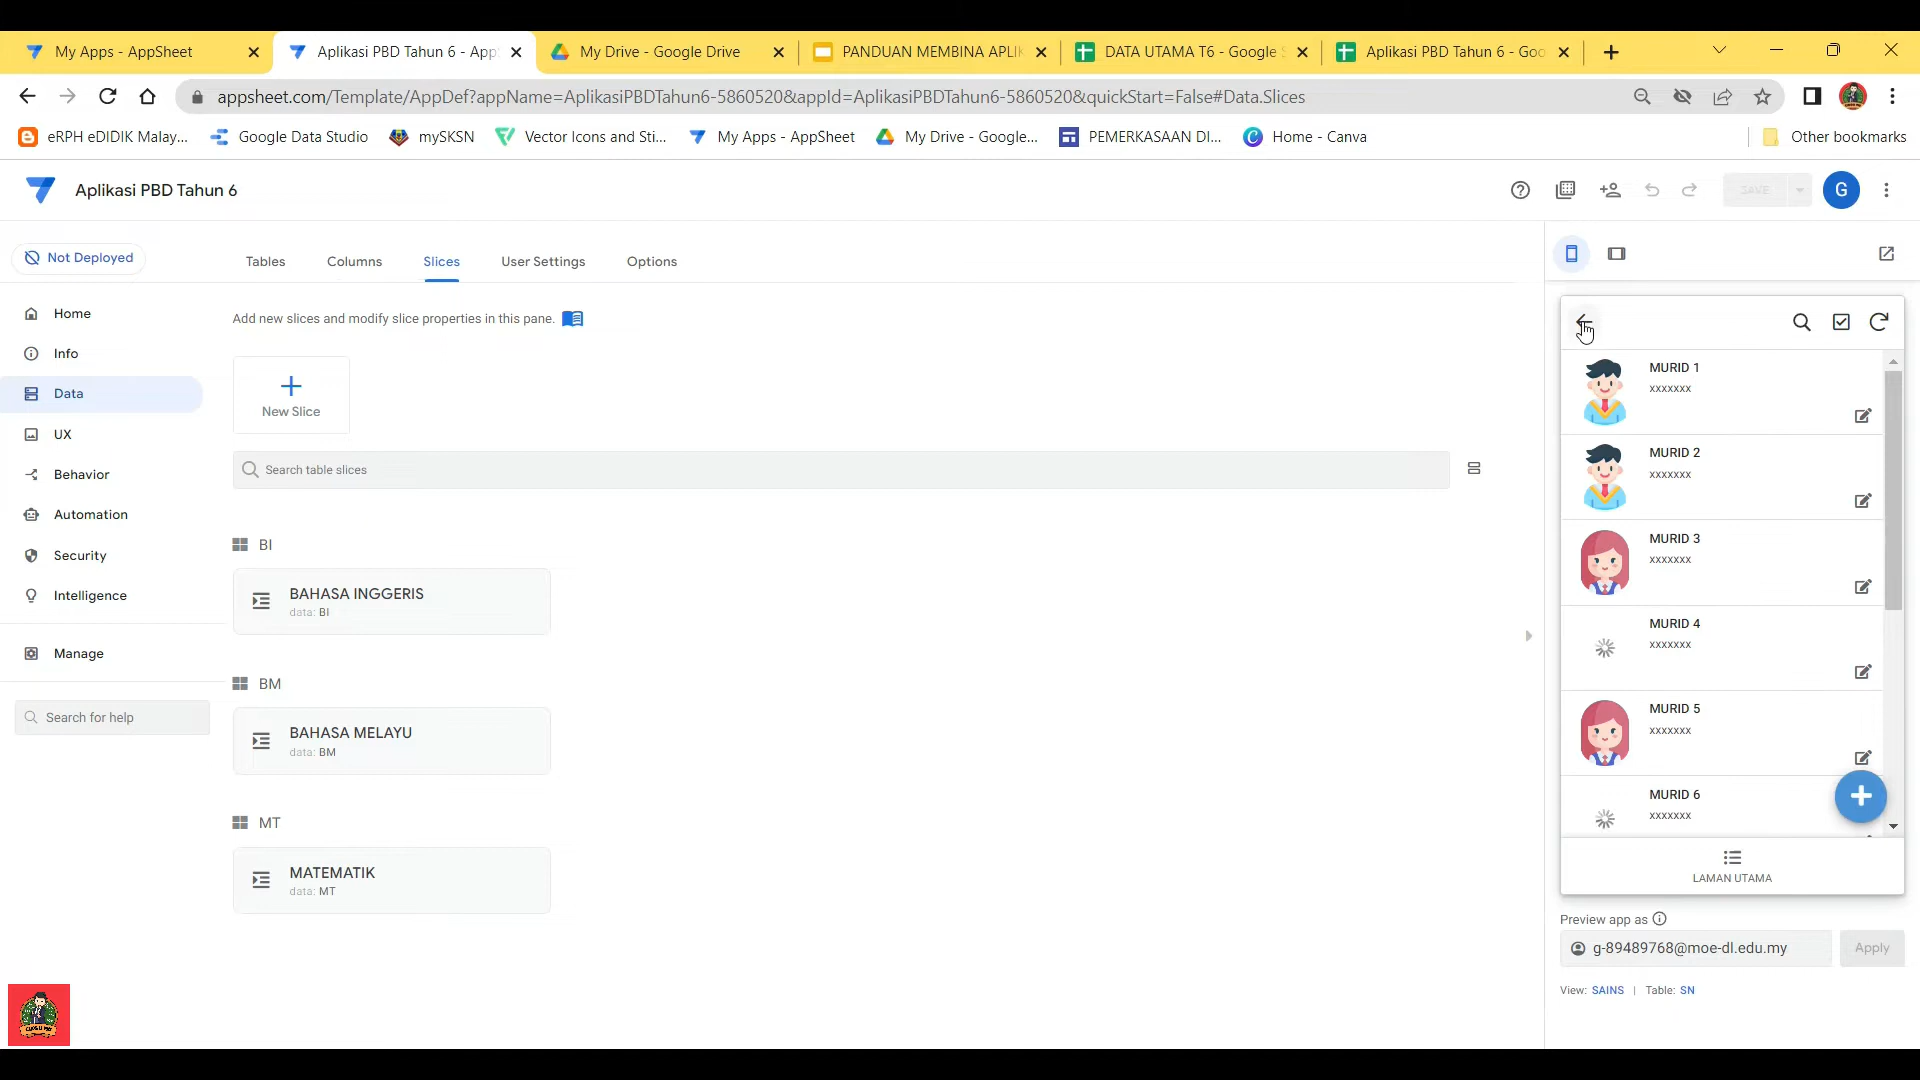 My Apps - AppSheet
Aplikasi PBD Tahun 6 - App
My Drive - Google Drive
PANDUAN MEMBINA APLIK
DATA UTAMA T6 - Google S
Aplikasi PBD Tahun 6 - Goo
appsheet.com/Template/AppDef?appName=AplikasiPBDTahun6-5860520&appId=AplikasiPBDTahun6-5860520&quickStart=False#Data.Slices
eRPH eDIDIK Malay...
Google Data Studio
mySKSN
Vector Icons and Sti...
My Apps - AppSheet
My Drive - Google...
PEMERKASAAN DI...
Home - Canva
Other bookmarks
Aplikasi PBD Tahun 6
SAVE
G
Not Deployed
Tables
Columns
Slices
User Settings
Options
Home
Info
Data
UX
Behavior
Automation
Security
Intelligence
Manage
Search for help
Add new slices and modify slice properties in this pane.
New Slice
Search table slices
BI
BAHASA INGGERIS
data: BI
BM
BAHASA MELAYU
data: BM
MT
MATEMATIK
data: MT
MURID 1
xxxxxxx
MURID 2
xxxxxxx
MURID 3
xxxxxxx
MURID 4
xxxxxxx
MURID 5
xxxxxxx
MURID 6
xxxxxxx
LAMAN UTAMA
Preview app as
g-89489768@moe-dl.edu.my
Apply
View: SAINS | Table: SN